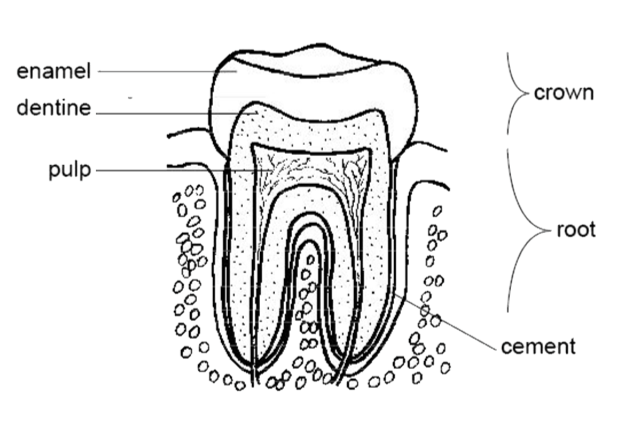 enamel
crown
dentine
pulp
root
cement